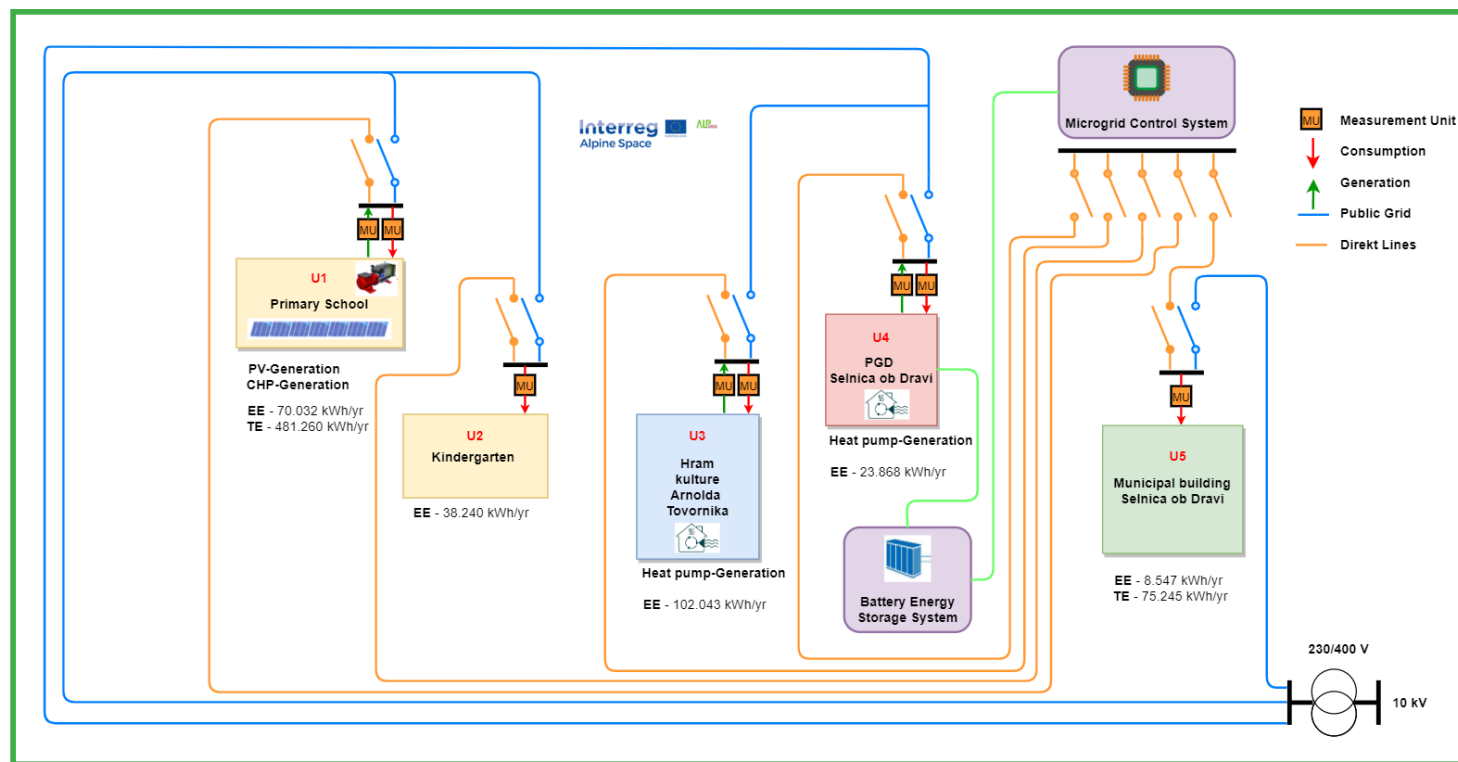 Interreg
Alpine Space
Microgrid Control System
MU
Measurement Unit
Consumption
Generation
Public Grid
Direkt Lines
MU
MU
U1
Primary School
PV-Generation
CHP-Generation
EE - 70.032 kWh/yr
TE - 481.260 kWh/yr
MU
U2
Kindergarten
EE - 38.240 kWh/yr
MU
MU
U3
Hram
kulture
Arnolda
Tovornika
Heat pump-Generation
EE - 102.043 kWh/yr
MU
MU
U4
PGD
Selnica ob Dravi
Heat pump-Generation
EE - 23.868 kWh/yr
Battery Energy
Storage System
MU
U5
Municipal building
Selnica ob Dravi
EE - 8.547 kWh/yr
TE - 75.245 kWh/yr
230/400 V
10 kV